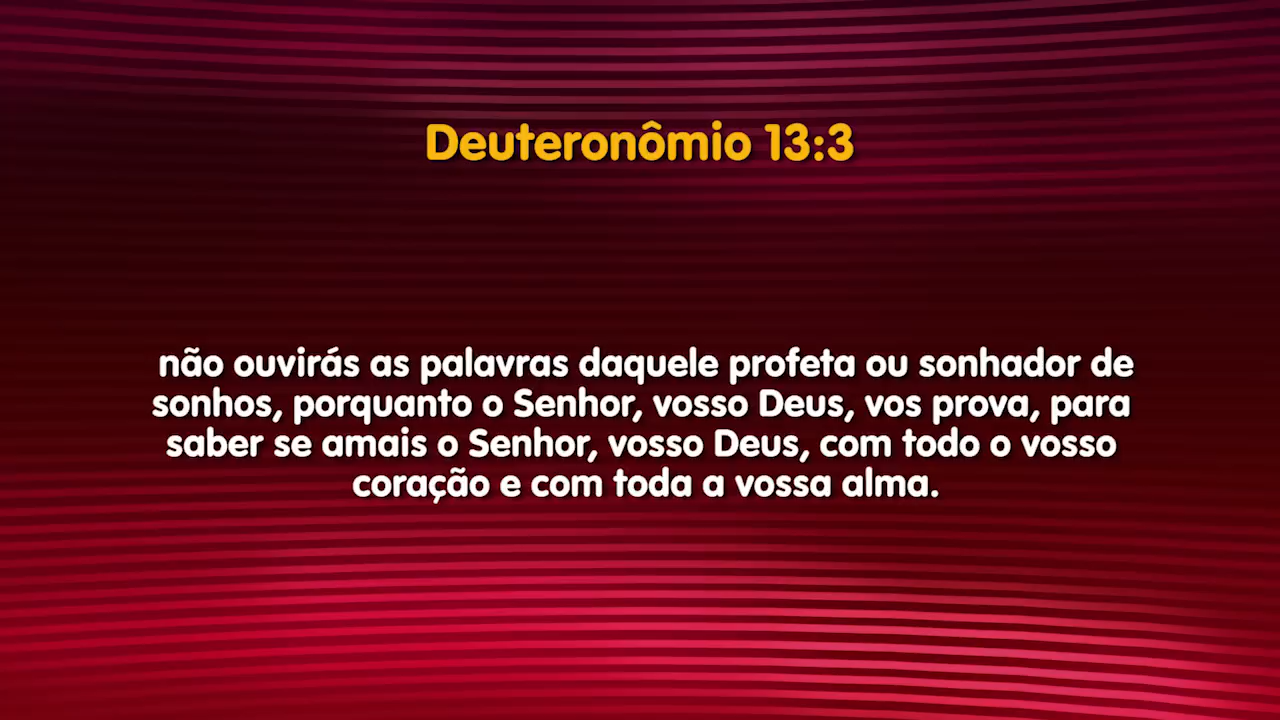 Deuteronômio 13:3
não ouvirás as palavras daquele profeta ou sonhador de
sonhos, porquanto o Senhor, vosso Deus, vos prova, para
saber se amais o Senhor, vosso Deus, com todo o vosso
coração e com toda a vossa alma.